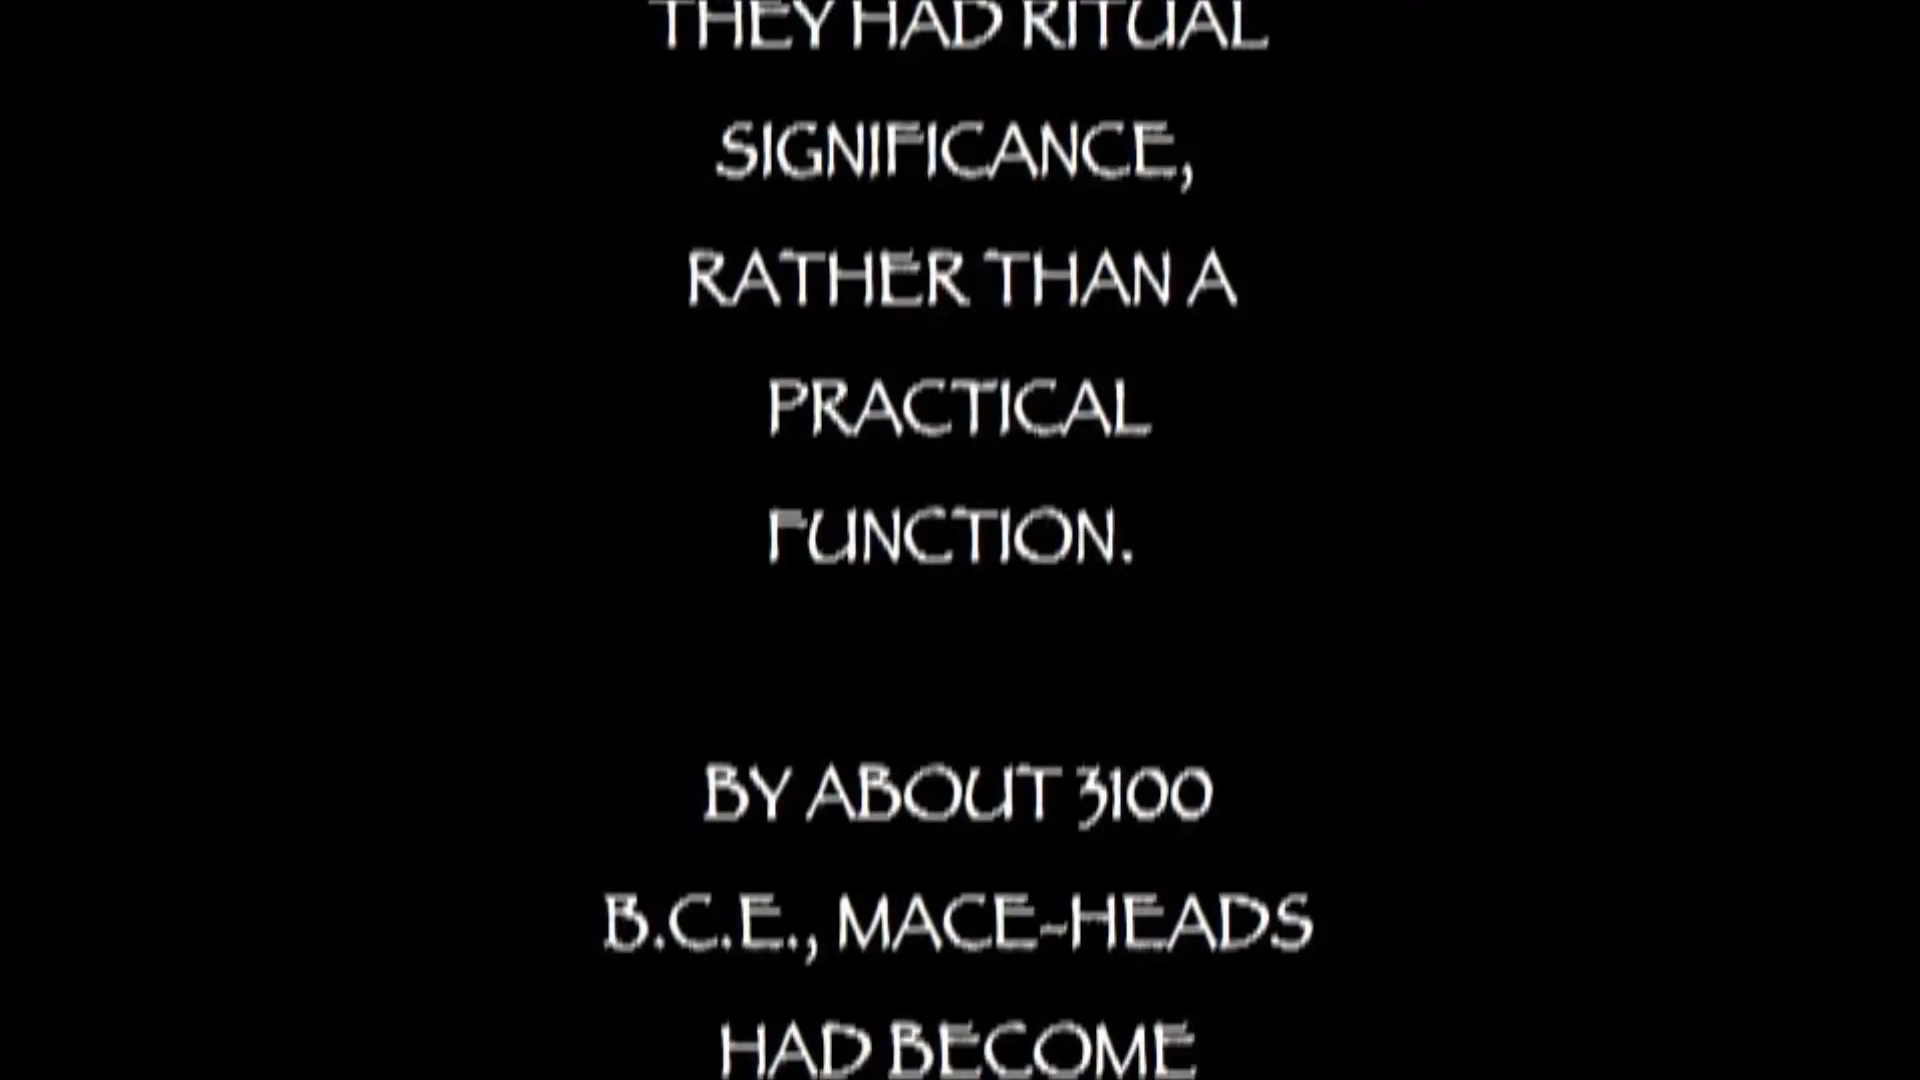 THEY HAD RITUAL
SIGNIFICANCE,
RATHER THAN A
PRACTICAL
FUNCTION.
BY ABOUT 3100
B.C.E., MACE-HEADS
HAD BECOME